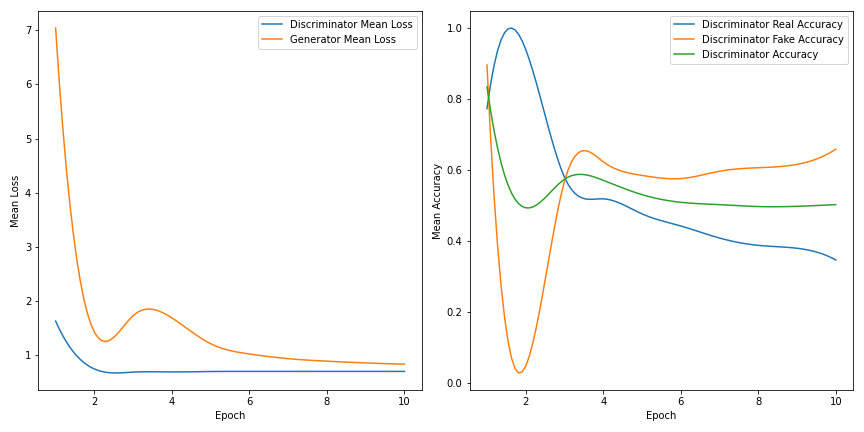 Discriminator Mean Loss
Generator Mean Loss
7
6
5
4
3
2
1
Mean Loss
2 4 6 8 10
Epoch
Discriminator Real Accuracy
Discriminator Fake Accuracy
Discriminator Accuracy
1.0
0.8
0.6
0.4
0.2
0.0
Mean Accuracy
2 4 6 8 10
Epoch